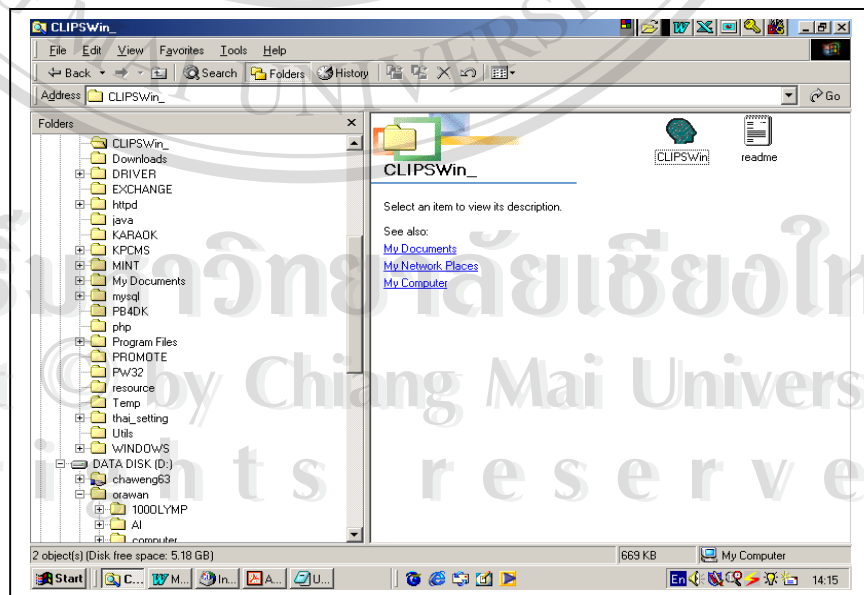 CLIPSWin_
File Edit View Favorites Tools Help
Back Search Folders History
Address CLIPSWin_ Go
Folders
CLIPSWin_
Downloads
DRIVER
EXCHANGE
httpd
java
KARAOK
KPCMS
MINT
My Documents
mysql
PB4DK
php
Program Files
PROMOTE
PW32
resource
Temp
thai_setting
Utils
WINDOWS
DATA DISK (D:)
chaweng63
orawan
100OLYMP
AI
computer
CLIPSWin_
Select an item to view its description.
See also:
My Documents
My Network Places
My Computer
CLIPSWin
readme
2 object(s) (Disk free space: 5.18 GB) 669 KB My Computer
Start C... M... In... A... U... En 14:15
MAI UNIVERS
มหาวิทยาลัยเชียงให
© by Chiang Mai Univers
rights reserve